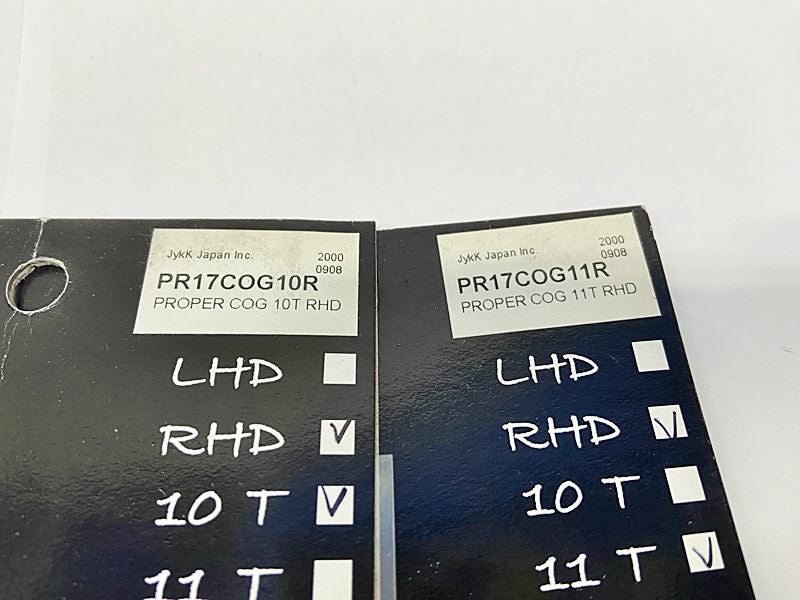 JykK Japan Inc. 2000
0908
PR17COG10R
PROPER COG 10T RHD
LHD
RHD
10 T
11 T
JykK Japan Inc. 2000
0908
PR17COG11R
PROPER COG 11T RHD
LHD
RHD
10 T
11 T